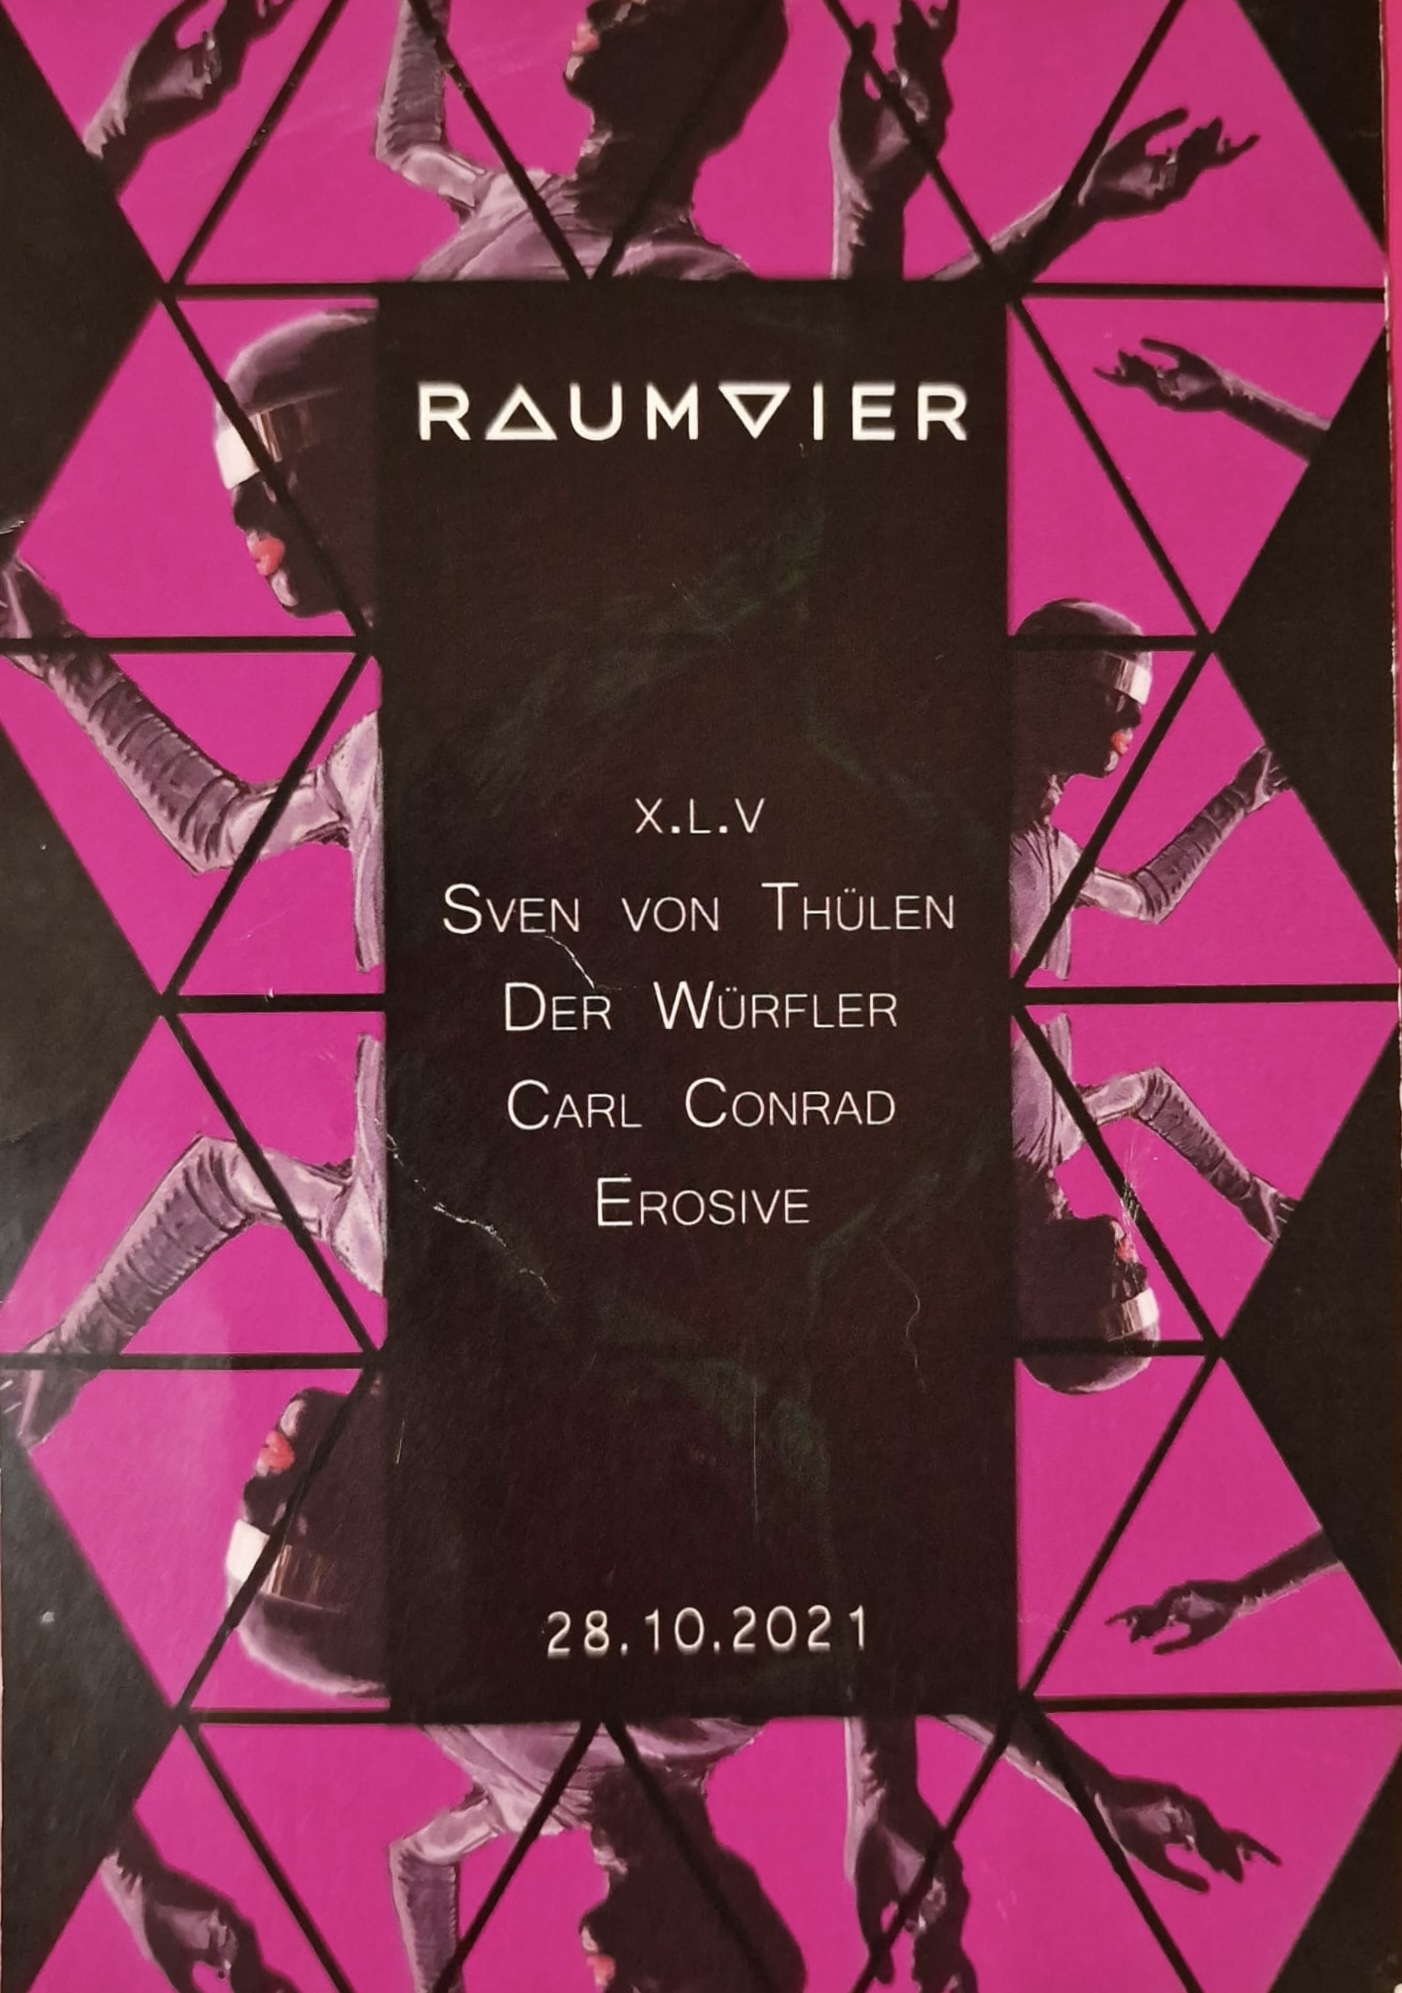 RAUMVIER
X.L.V
Sven von Thülen
Der Würfler
Carl Conrad
Erosive
28.10.2021